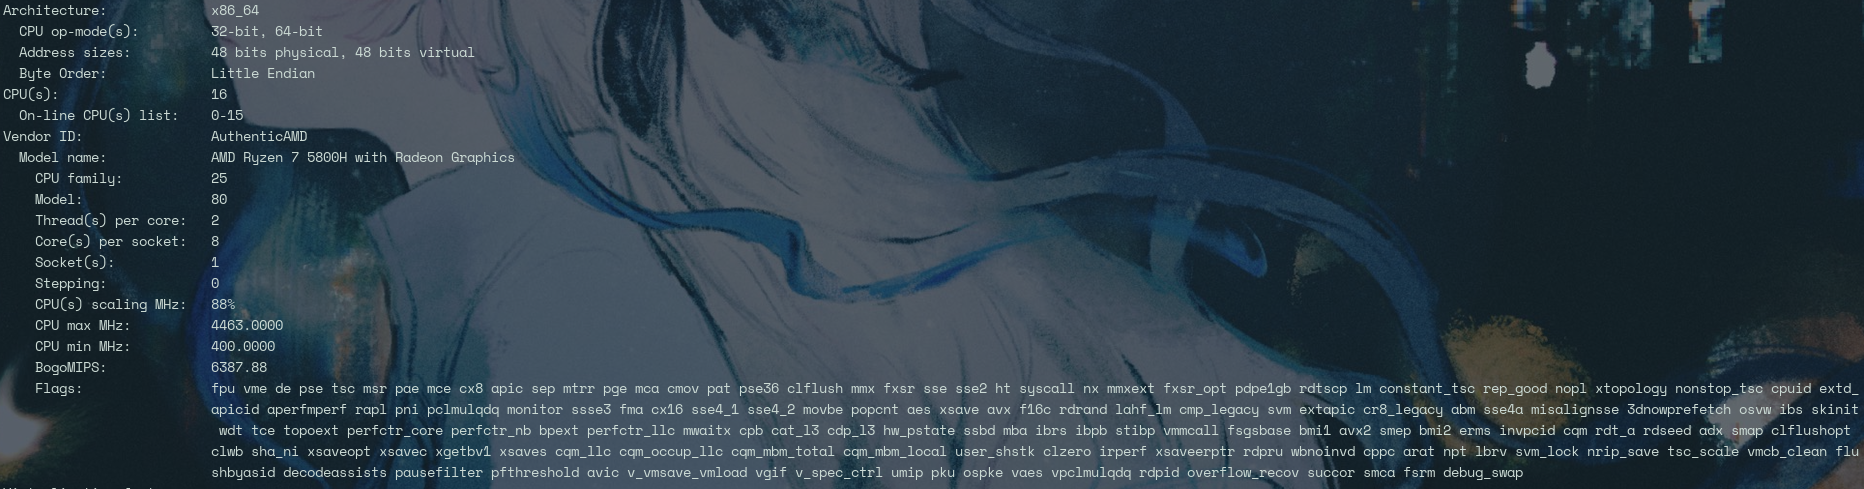 Architecture: x86_64
CPU op-mode(s): 32-bit, 64-bit
Address sizes: 48 bits physical, 48 bits virtual
Byte Order: Little Endian
CPU(s): 16
On-line CPU(s) list: 0-15
Vendor ID: AuthenticAMD
Model name: AMD Ryzen 7 5800H with Radeon Graphics
CPU family: 25
Model: 80
Thread(s) per core: 2
Core(s) per socket: 8
Socket(s): 1
Stepping: 0
CPU(s) scaling MHz: 88%
CPU max MHz: 4463.0000
CPU min MHz: 400.0000
BogoMIPS: 6387.88
Flags: fpu vme de pse tsc msr pae mce cx8 apic sep mtrr pge mca cmov pat pse36 clflush mmx fxsr sse sse2 ht syscall nx mmxext fxsr_opt pdpe1gb rdtscp lm constant_tsc rep_good nopl xtopology nonstop_tsc cpuid extd_
apicid aperfmperf rapl pni pclmulqdq monitor ssse3 fma cx16 sse4_1 sse4_2 movbe popcnt aes xsave avx f16c rdrand lahf_lm cmp_legacy svm extapic cr8_legacy abm sse4a misalignsse 3dnowprefetch osvw ibs skinit
wdt tce topoext perfctr_core perfctr_nb bpext perfctr_llc mwaitx cpb cat_l3 cdp_l3 hw_pstate ssbd mba ibrs ibpb stibp vmmcall fsgsbase bmi1 avx2 smep bmi2 erms invpcid cqm rdt_a rdseed adx smap clflushopt
clwb sha_ni xsaveopt xsavec xgetbv1 xsaves cqm_llc cqm_occup_llc cqm_mbm_total cqm_mbm_local user_shstk clzero irperf xsaveerptr rdpru wbnoinvd cppc arat npt lbrv svm_lock nrip_save tsc_scale vmcb_clean flu
shbyasid decodeassists pausefilter pfthreshold avic v_vmsave_vmload vgif v_spec_ctrl umip pku ospke vaes vpclmulqdq rdpid overflow_recov succor smca fsrm debug_swap